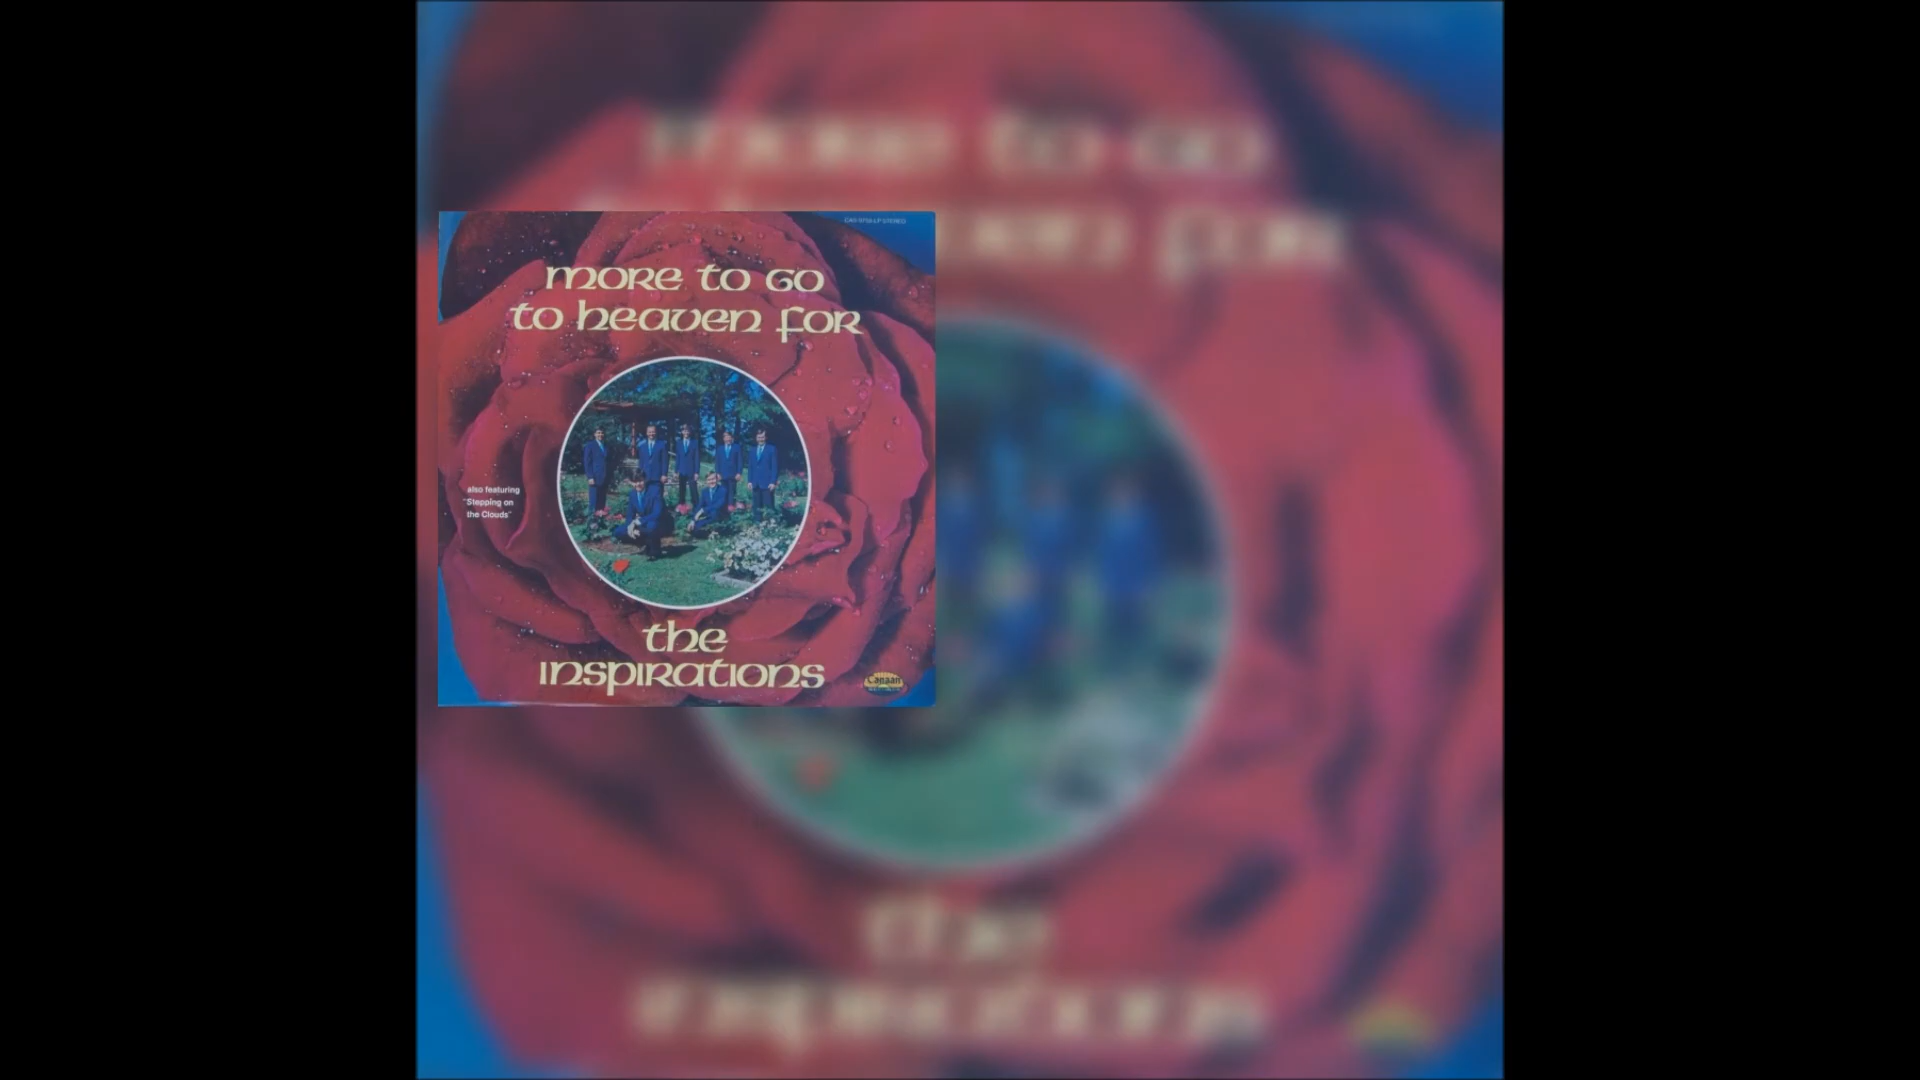 more to go
to heaven for
also featuring
"Stepping on
the Clouds"
the
inspirations
Canaan